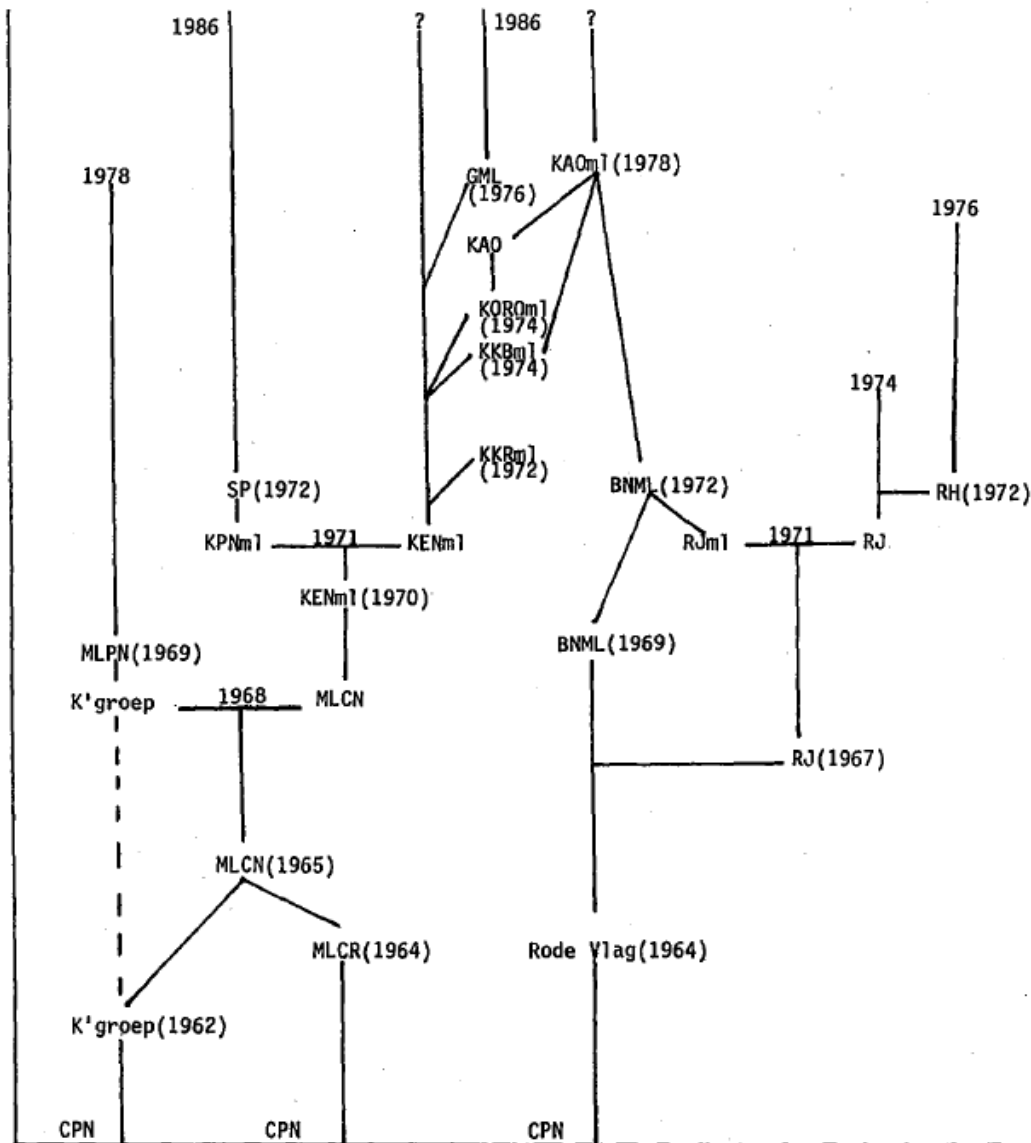 1986 ? 1986 ?
1978 GML KAOml(1978)
(1976)
1976
KAO
KOROml
(1974)
KKBml
(1974)
1974
KKRml
(1972)
SP(1972) BNML(1972) RH(1972)
KPNml 1971 KENml RJml 1971 RJ
KENml(1970)
MLPN(1969) BNML(1969)
K'groep 1968 MLCN
RJ(1967)
MLCN(1965)
MLCR(1964) Rode Vlag(1964)
K'groep(1962)
CPN CPN CPN